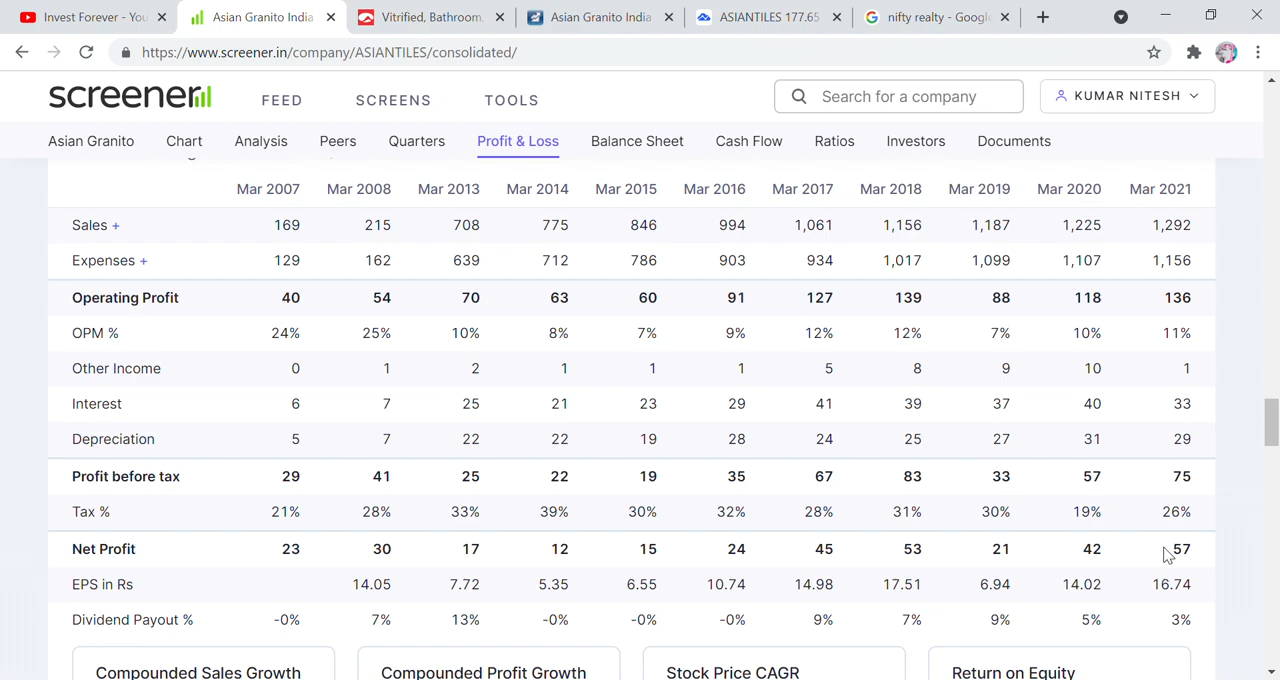 Invest Forever - Yo
Asian Granito India
Vitrified, Bathroom,
Asian Granito India
ASIANTILES 177.65
nifty realty - Google
https://www.screener.in/company/ASIANTILES/consolidated/
screener
FEED
SCREENS
TOOLS
Search for a company
KUMAR NITESH
Asian Granito Chart Analysis Peers Quarters Profit & Loss Balance Sheet Cash Flow Ratios Investors Documents
Mar 2007 Mar 2008 Mar 2013 Mar 2014 Mar 2015 Mar 2016 Mar 2017 Mar 2018 Mar 2019 Mar 2020 Mar 2021
Sales + 169 215 708 775 846 994 1,061 1,156 1,187 1,225 1,292
Expenses + 129 162 639 712 786 903 934 1,017 1,099 1,107 1,156
Operating Profit 40 54 70 63 60 91 127 139 88 118 136
OPM % 24% 25% 10% 8% 7% 9% 12% 12% 7% 10% 11%
Other Income 0 1 2 1 1 1 5 8 9 10 1
Interest 6 7 25 21 23 29 41 39 37 40 33
Depreciation 5 7 22 22 19 28 24 25 27 31 29
Profit before tax 29 41 25 22 19 35 67 83 33 57 75
Tax % 21% 28% 33% 39% 30% 32% 28% 31% 30% 19% 26%
Net Profit 23 30 17 12 15 24 45 53 21 42 57
EPS in Rs 14.05 7.72 5.35 6.55 10.74 14.98 17.51 6.94 14.02 16.74
Dividend Payout % -0% 7% 13% -0% -0% -0% 9% 7% 9% 5% 3%
Compounded Sales Growth Compounded Profit Growth Stock Price CAGR Return on Equity